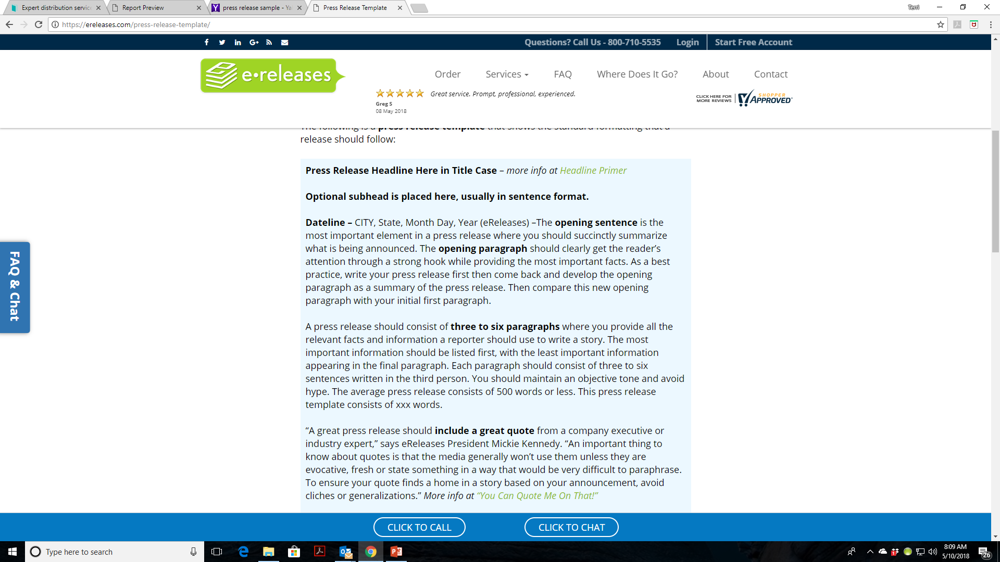 Expert distribution servic
Report Preview
press release sample - Ya
Press Release Template
Terri
https://ereleases.com/press-release-template/
Questions? Call Us - 800-710-5535
Login
Start Free Account
e•releases
Order
Services
FAQ
Where Does It Go?
About
Contact
Great service. Prompt, professional, experienced.
Greg S
08 May 2018
CLICK HERE FOR
MORE REVIEWS
SHOPPER
APPROVED
The following is a press release template that shows the standard formatting that a
release should follow:
Press Release Headline Here in Title Case – more info at Headline Primer
Optional subhead is placed here, usually in sentence format.
Dateline – CITY, State, Month Day, Year (eReleases) –The opening sentence is the
most important element in a press release where you should succinctly summarize
what is being announced. The opening paragraph should clearly get the reader’s
attention through a strong hook while providing the most important facts. As a best
practice, write your press release first then come back and develop the opening
paragraph as a summary of the press release. Then compare this new opening
paragraph with your initial first paragraph.
A press release should consist of three to six paragraphs where you provide all the
relevant facts and information a reporter should use to write a story. The most
important information should be listed first, with the least important information
appearing in the final paragraph. Each paragraph should consist of three to six
sentences written in the third person. You should maintain an objective tone and avoid
hype. The average press release consists of 500 words or less. This press release
template consists of xxx words.
“A great press release should include a great quote from a company executive or
industry expert,” says eReleases President Mickie Kennedy. “An important thing to
know about quotes is that the media generally won’t use them unless they are
evocative, fresh or state something in a way that would be very difficult to paraphrase.
To ensure your quote finds a home in a story based on your announcement, avoid
cliches or generalizations.” More info at “You Can Quote Me On That!”
FAQ & Chat
CLICK TO CALL
CLICK TO CHAT
Type here to search
8:09 AM
5/10/2018
26